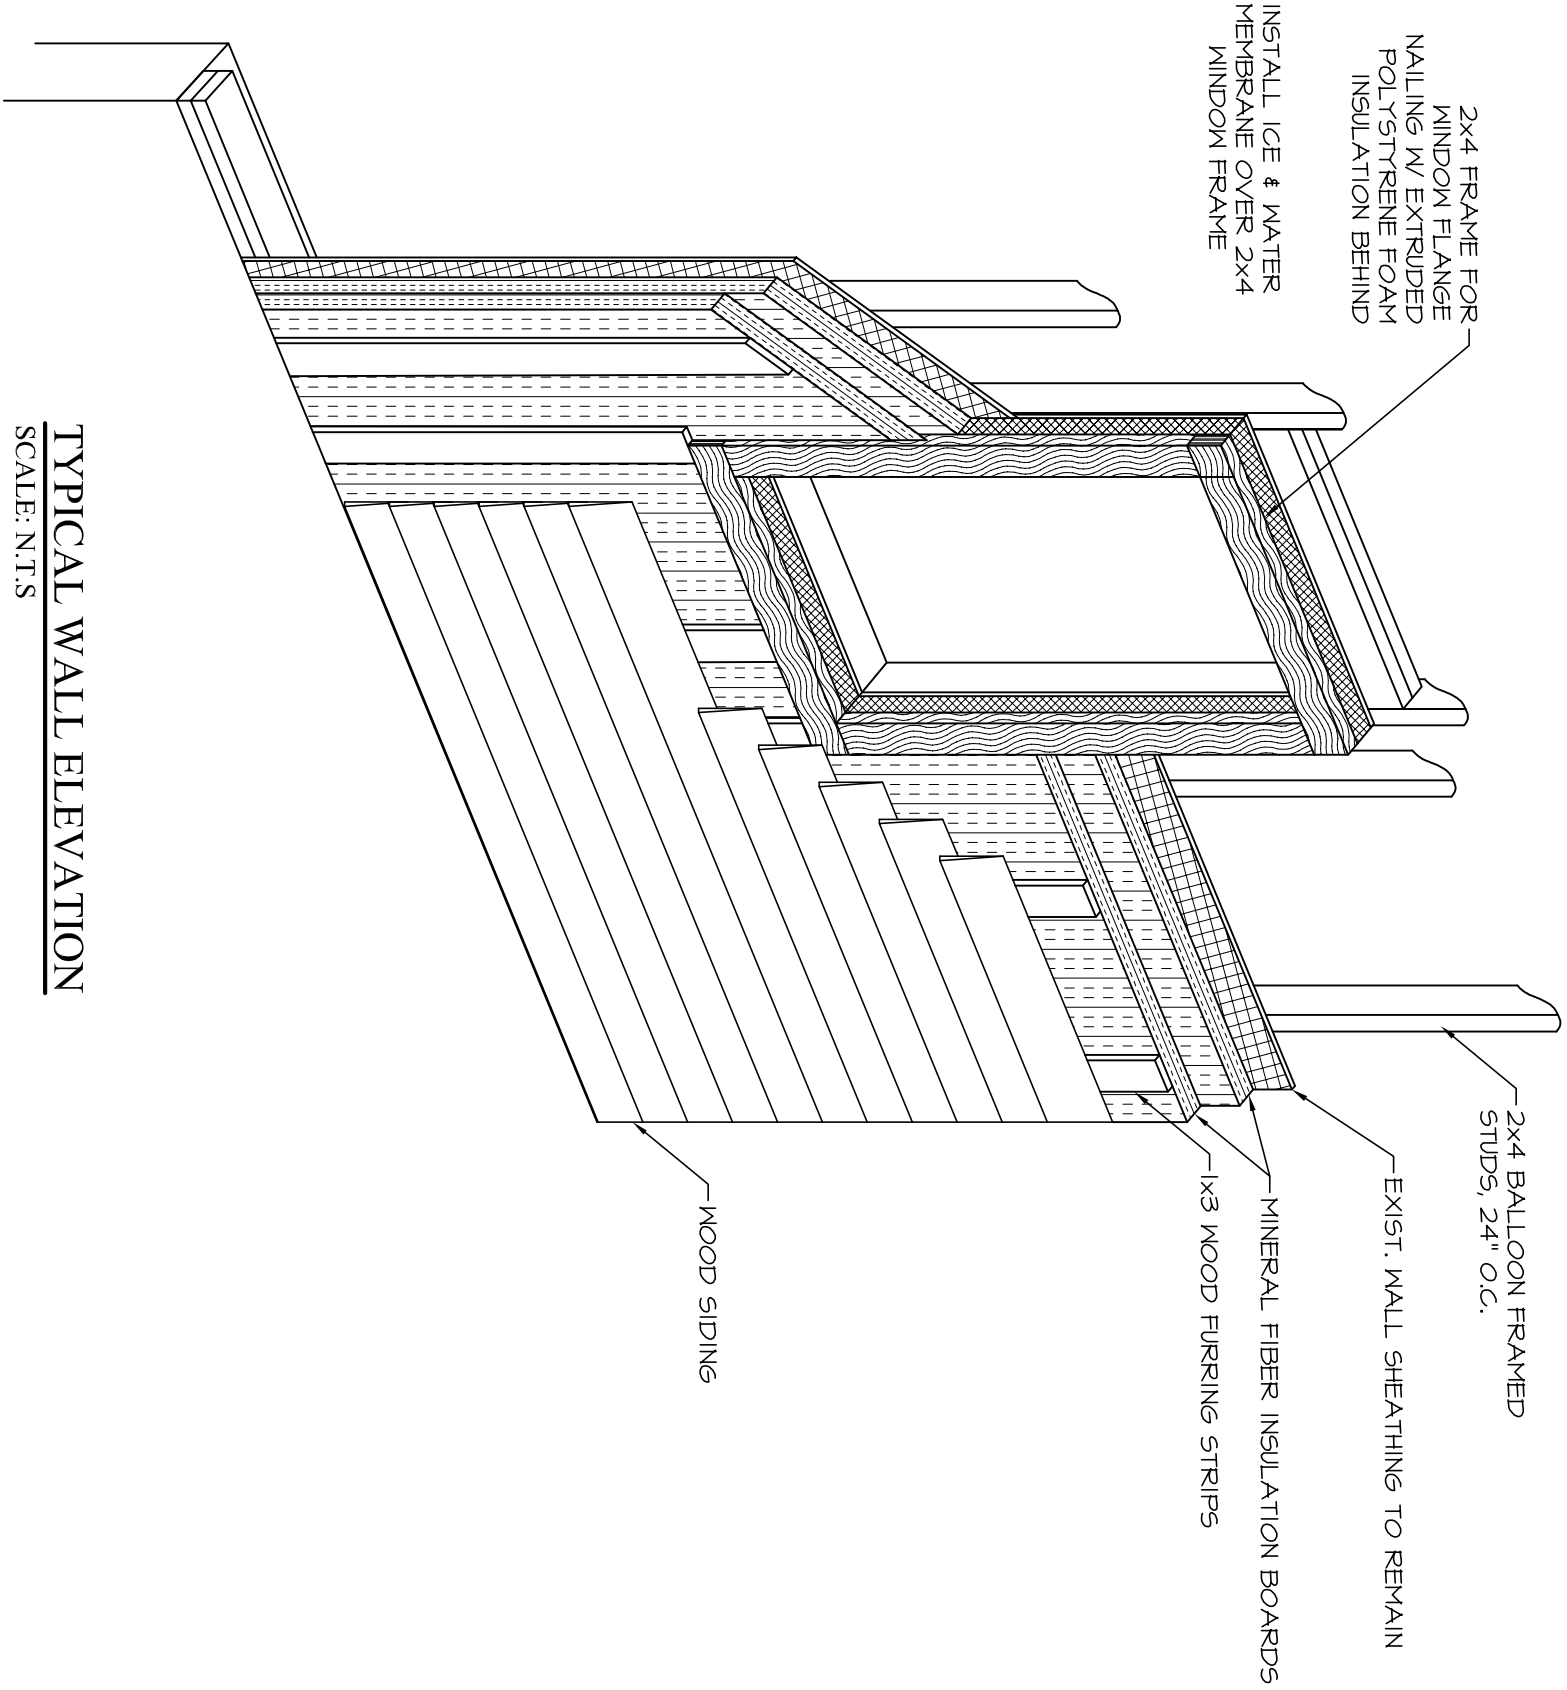 2x4 FRAME FOR
WINDOW FLANGE
NAILING W/ EXTRUDED
POLYSTYRENE FOAM
INSULATION BEHIND
INSTALL ICE & WATER
MEMBRANE OVER 2x4
WINDOW FRAME
2x4 BALLOON FRAMED
STUDS, 24" O.C.
EXIST. WALL SHEATHING TO REMAIN
MINERAL FIBER INSULATION BOARDS
1x3 WOOD FURRING STRIPS
WOOD SIDING
TYPICAL WALL ELEVATION
SCALE: N.T.S